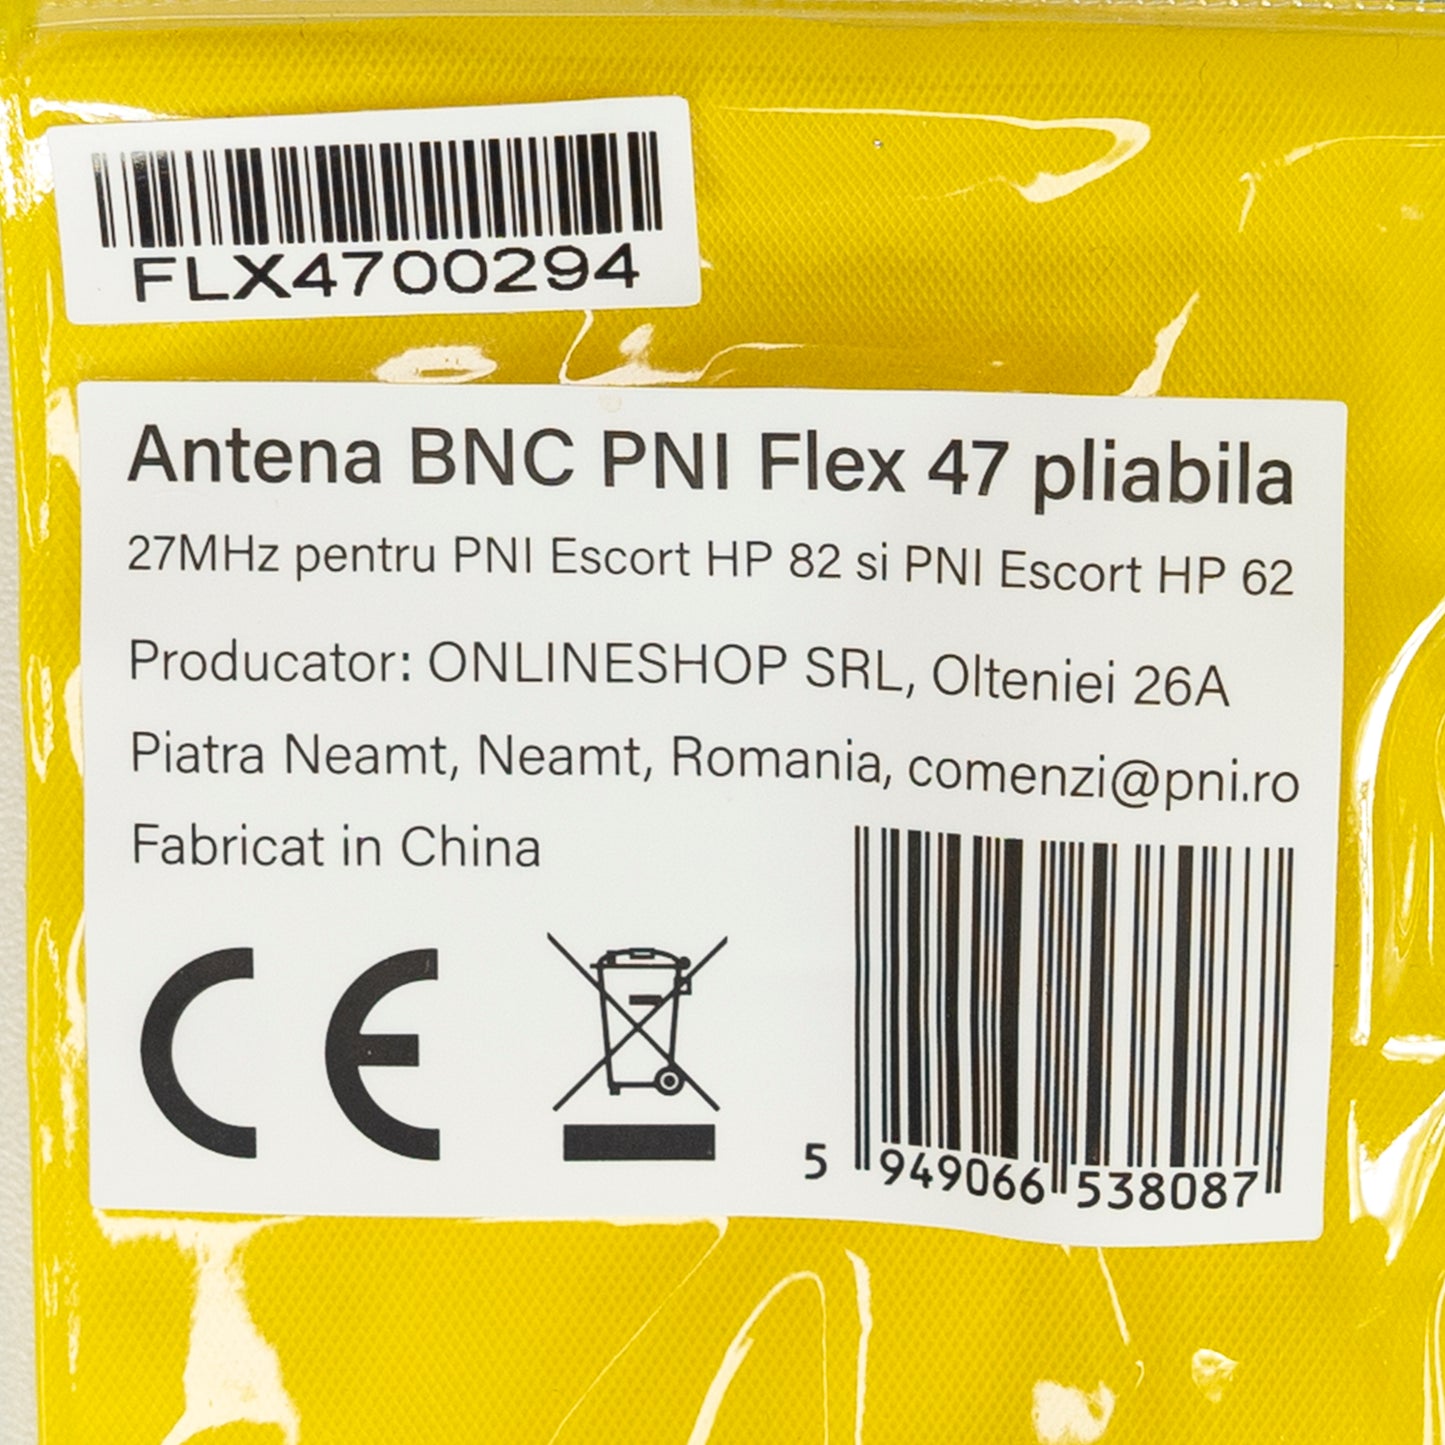 FLX4700294
Antena BNC PNI Flex 47 pliabila
27MHz pentru PNI Escort HP 82 si PNI Escort HP 62
Producator: ONLINESHOP SRL, Olteniei 26A
Piatra Neamt, Neamt, Romania, comenzi@pni.ro
Fabricat in China
CE
5 949066 538087